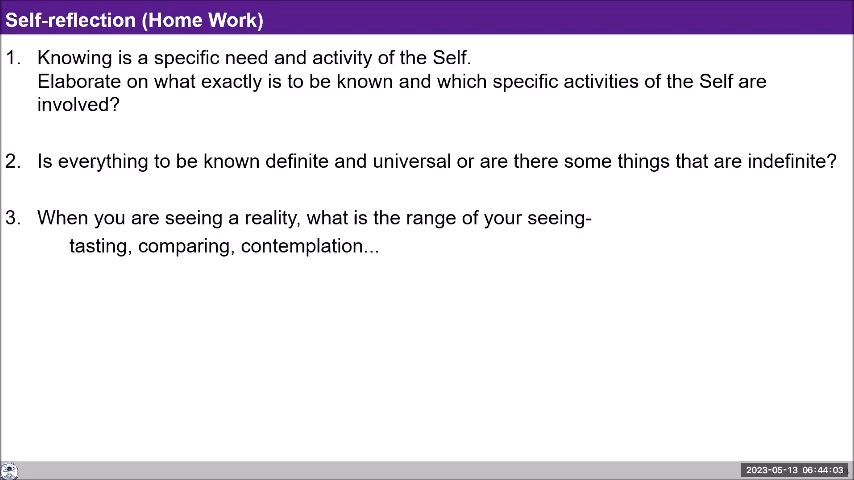 Self-reflection (Home Work)
1. Knowing is a specific need and activity of the Self.
Elaborate on what exactly is to be known and which specific activities of the Self are
involved?
2. Is everything to be known definite and universal or are there some things that are indefinite?
3. When you are seeing a reality, what is the range of your seeing-
tasting, comparing, contemplation...
2023-05-13 06:44:03